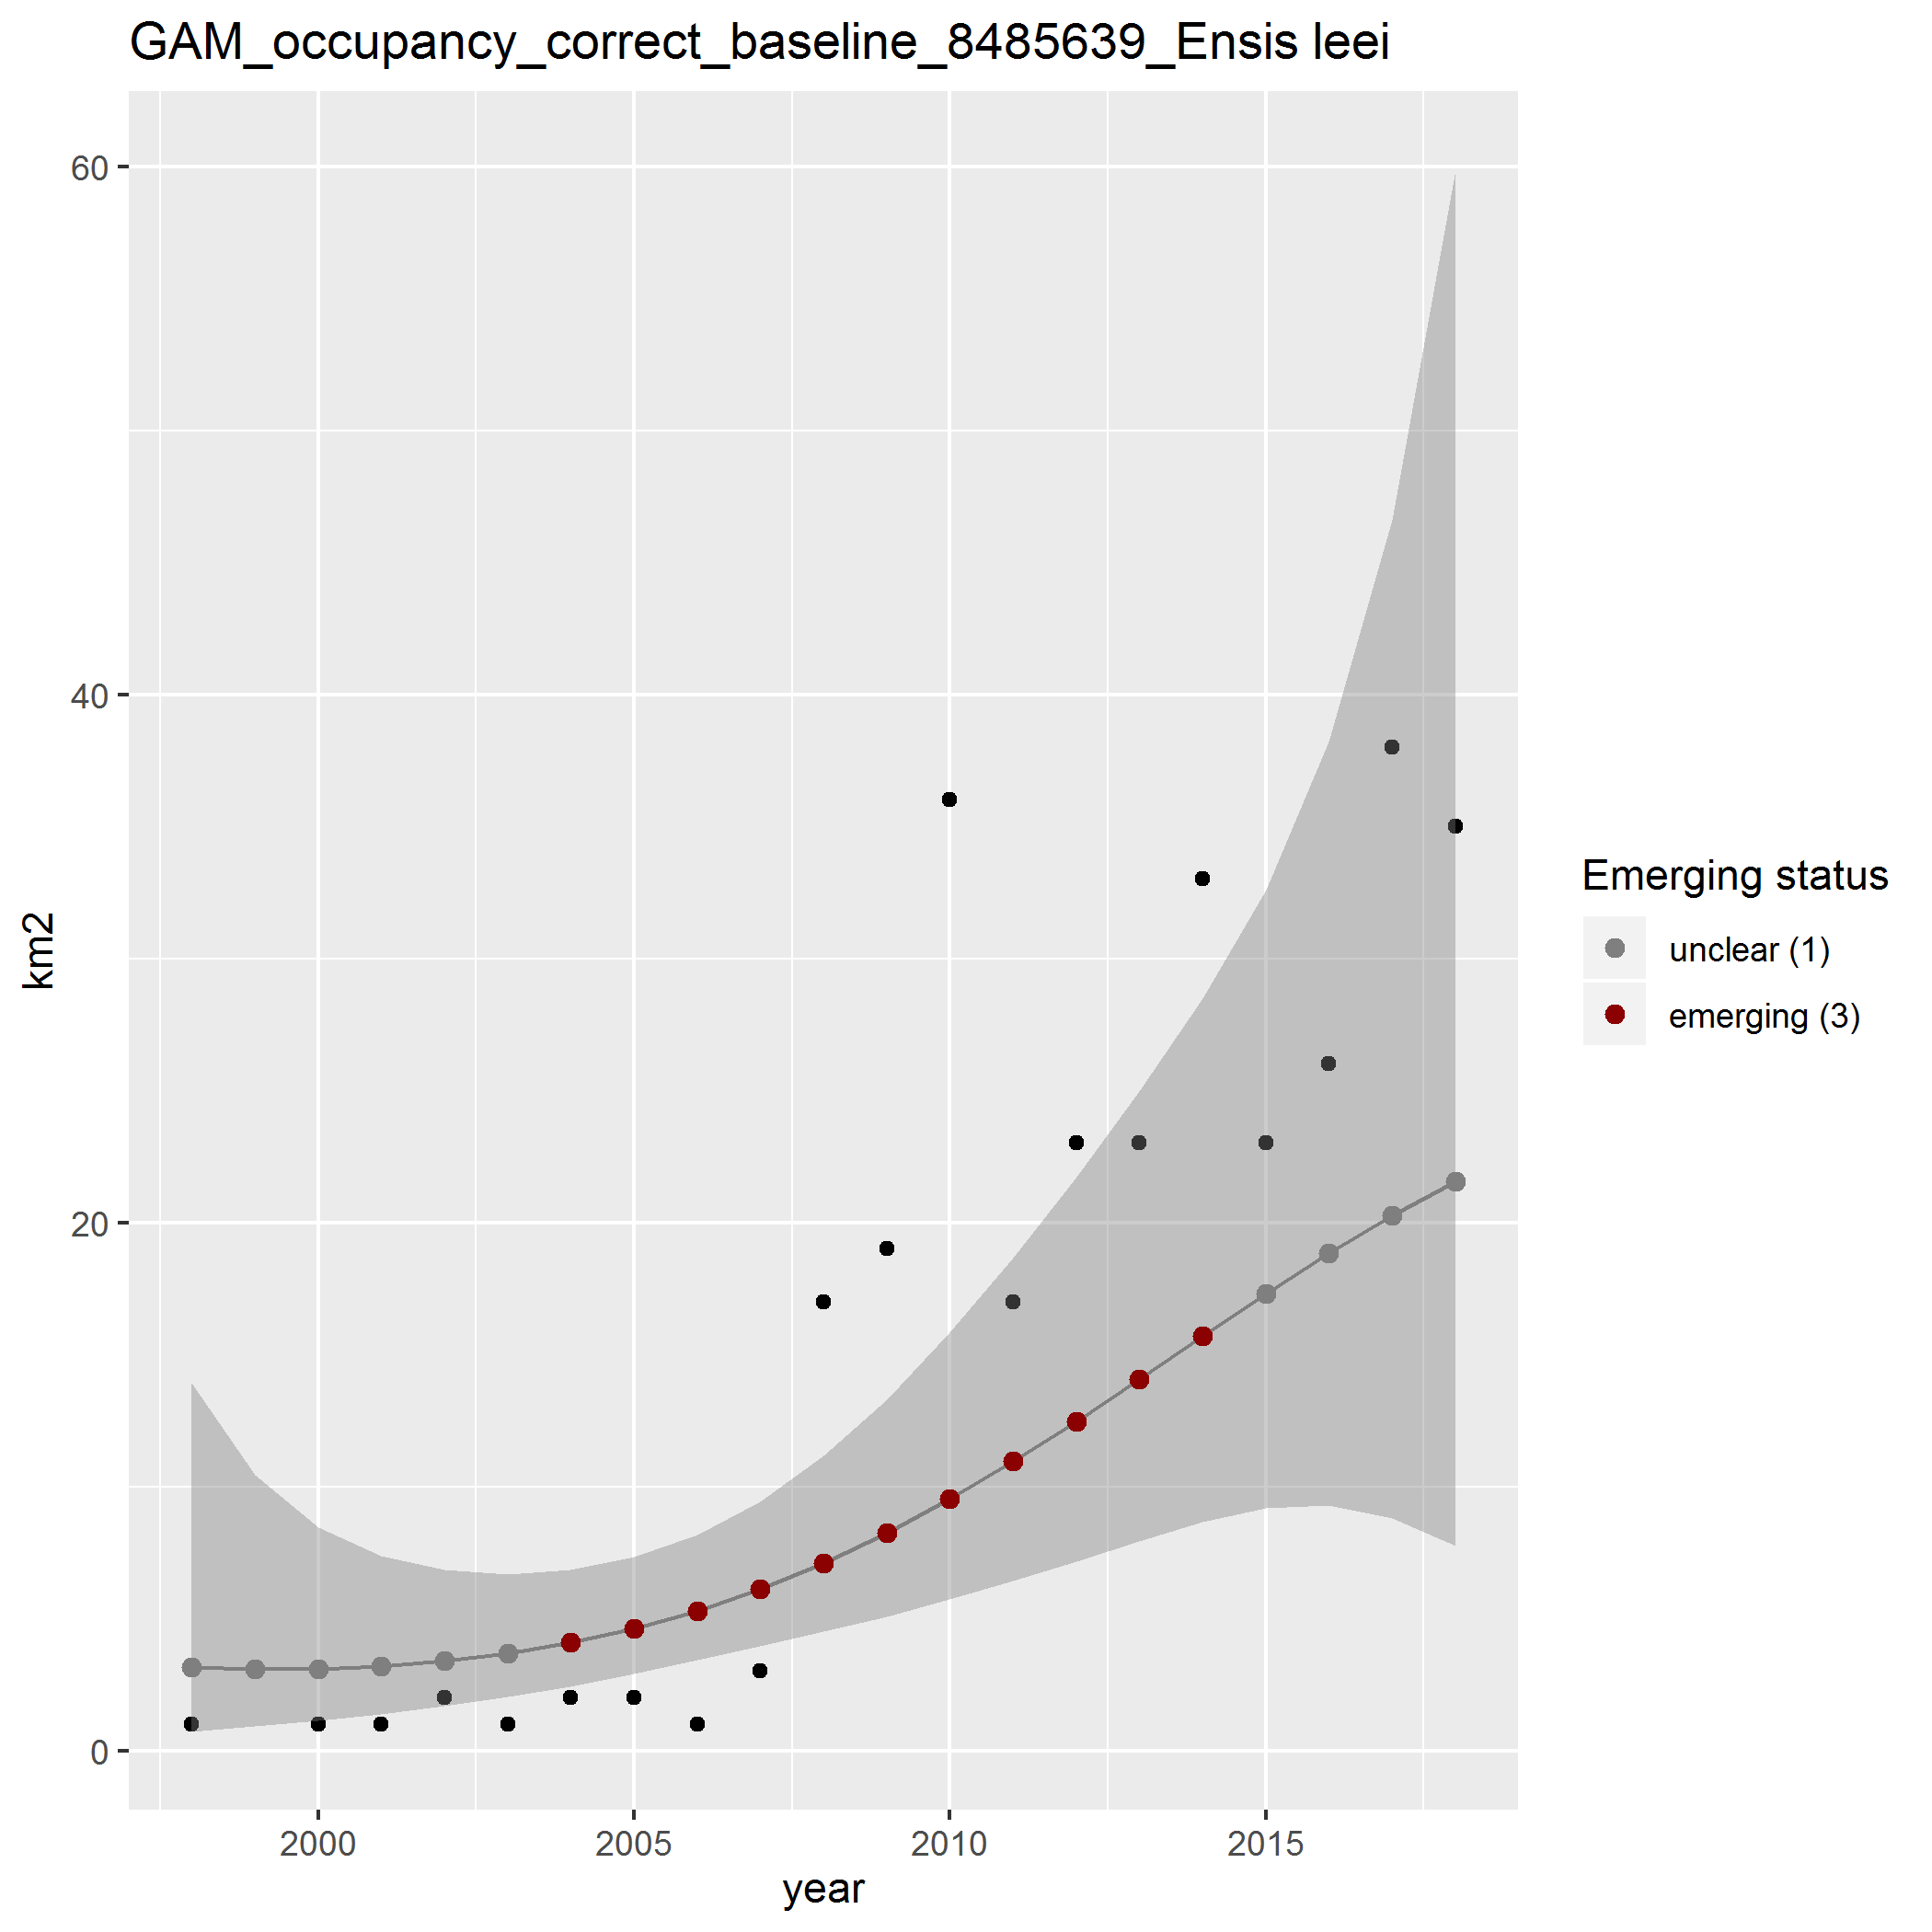 GAM_occupancy_correct_baseline_8485639_Ensis leei
60
40
20
0
km2
2000 2005 2010 2015
year
Emerging status
unclear (1)
emerging (3)